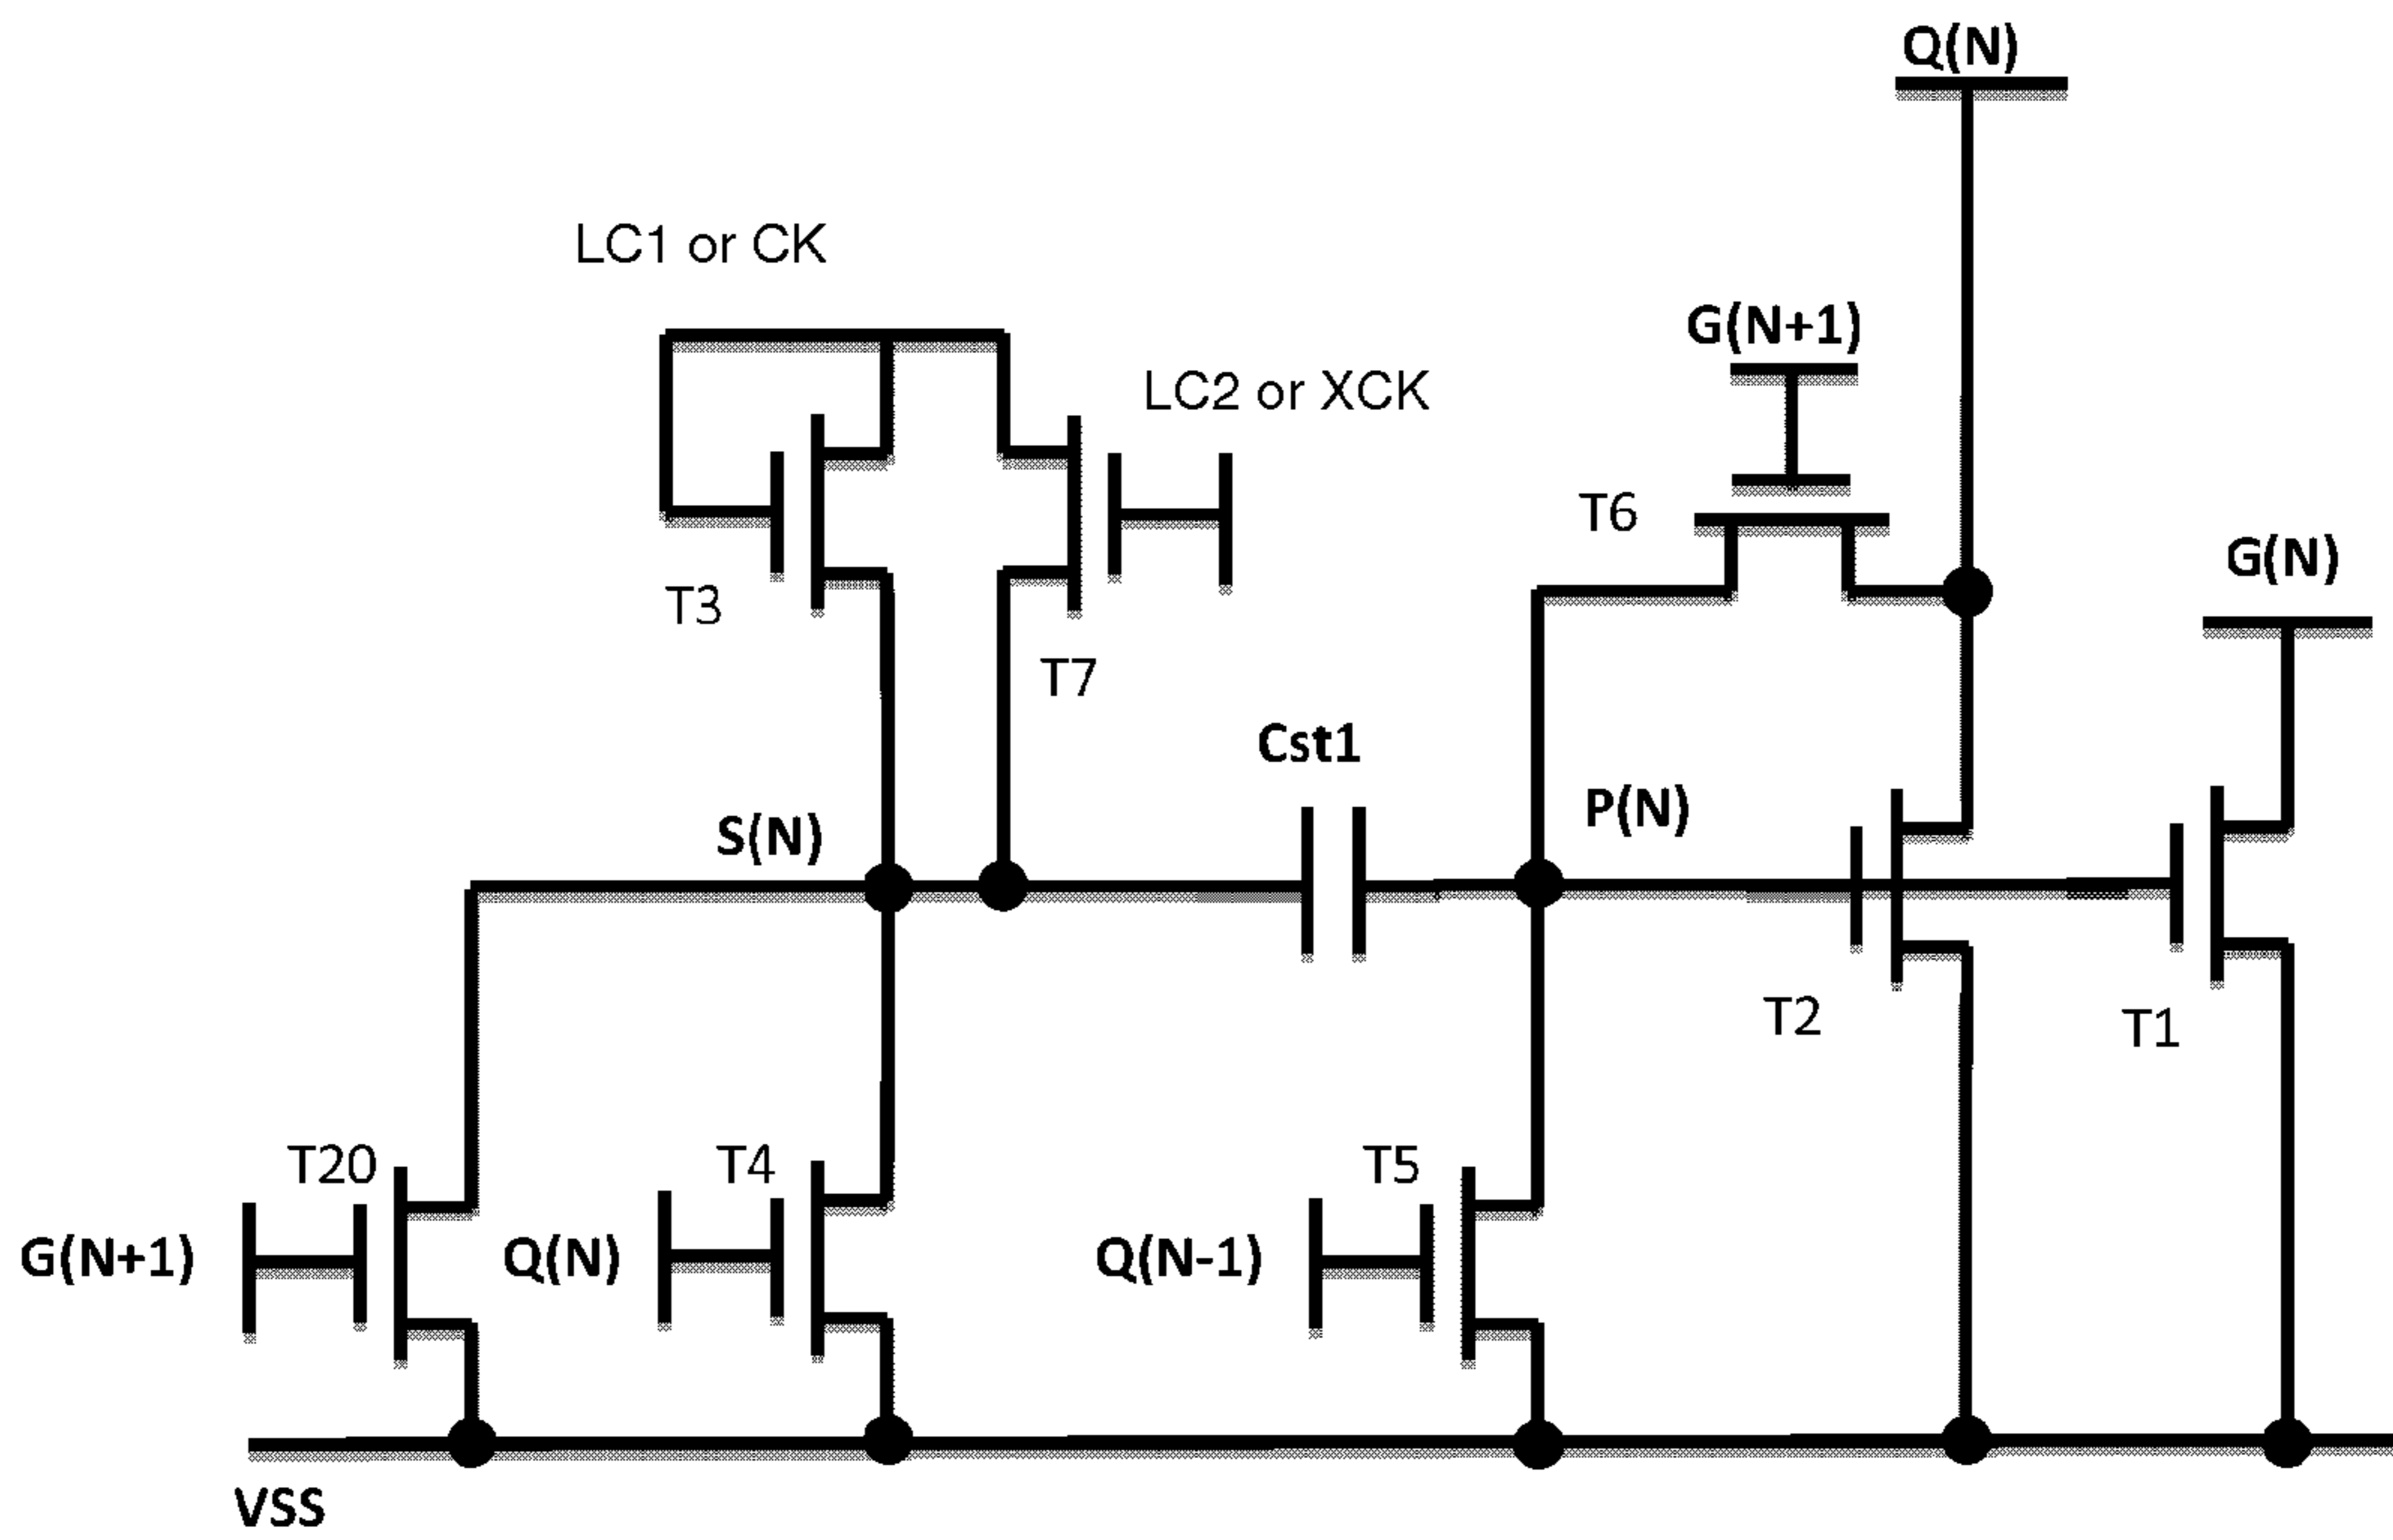 Q(N)
LC1 or CK
G(N+1)
LC2 or XCK
T6
G(N)
T3
T7
Cst1
P(N)
S(N)
T2
T1
T20
T4
T5
G(N+1)
Q(N)
Q(N-1)
VSS